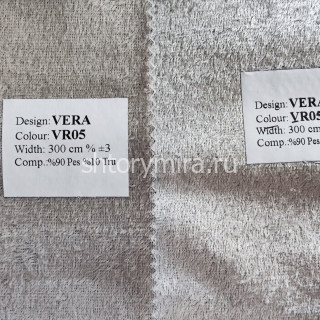 Design: VERA
Colour: VR05
Width: 300 cm % ±3
Comp.:%90 Pes %10 Tru
Design: VERA
Colour: VR05
Width: 300 cm
Comp.:%90 Pes
shtorymira.ru